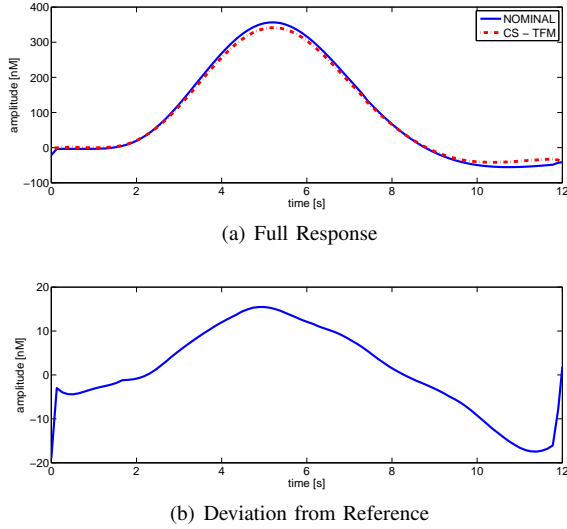 400
300
200
100
0
−100
amplitude [nM]
NOMINAL
CS − TFM
0 2 4 6 8 10 12
time [s]
(a) Full Response
20
10
0
−10
−20
amplitude [nM]
0 2 4 6 8 10 12
time [s]
(b) Deviation from Reference